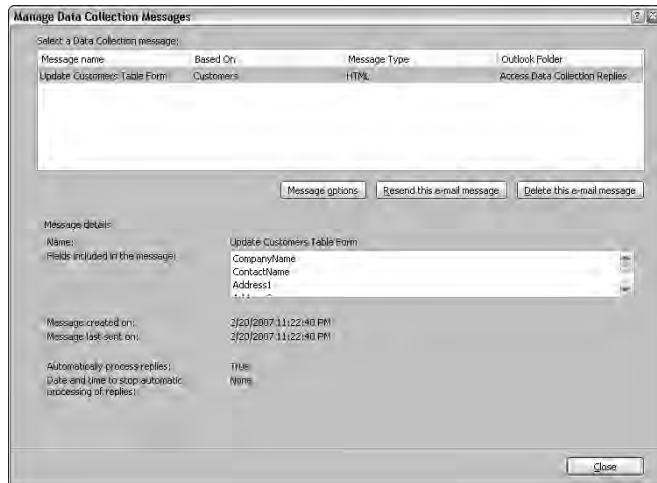 Manage Data Collection Messages
Select a Data Collection message:
Message name Based On Message Type Outlook Folder
Update Customers Table Form Customers HTML Access Data Collection Replies
Message options Resend this e-mail message Delete this e-mail message
Message details
Name: Update Customers Table Form
Fields included in the message: CompanyName
ContactName
Address1
Message created on: 2/20/2007 11:22:40 PM
Message last sent on: 2/20/2007 11:22:40 PM
Automatically process replies: True
Date and time to stop automatic None
processing of replies:
Close